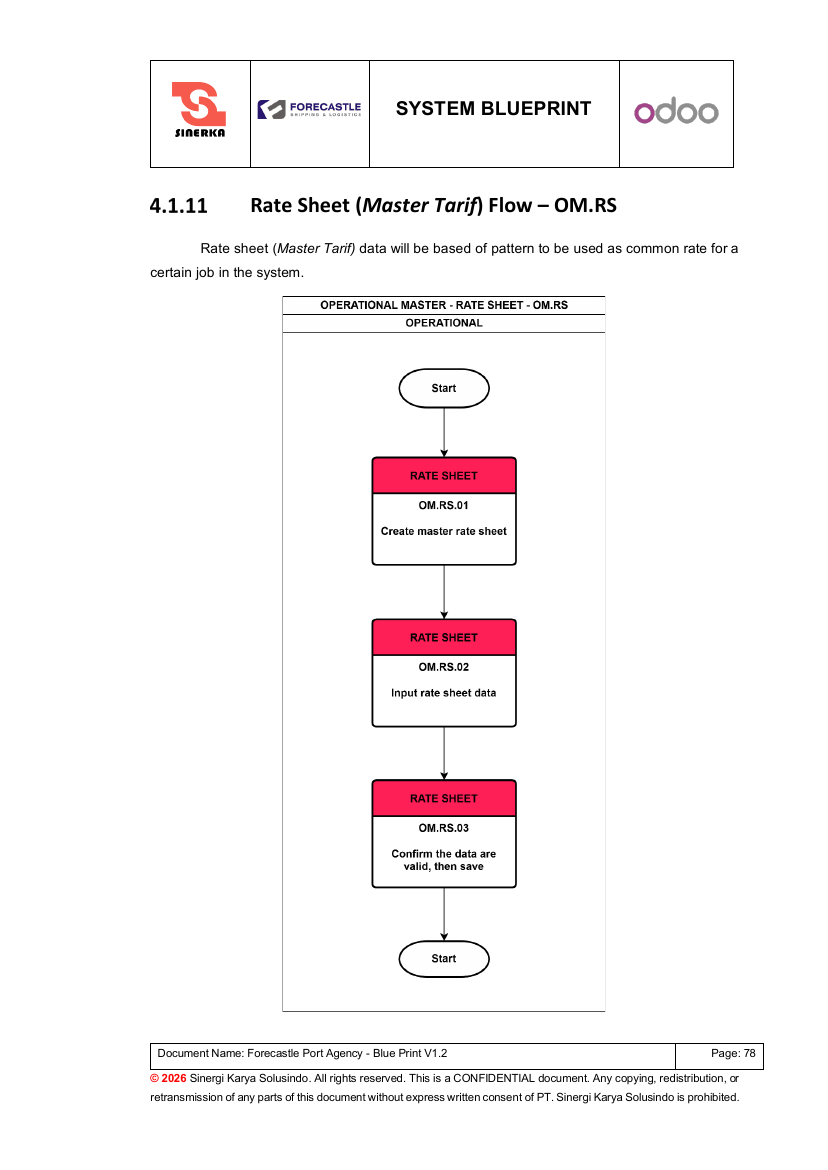 SINERKA
FORECASTLE
SHIPPING & LOGISTICS
SYSTEM BLUEPRINT
odoo
4.1.11 Rate Sheet (Master Tarif) Flow – OM.RS
Rate sheet (Master Tarif) data will be based of pattern to be used as common rate for a
certain job in the system.
OPERATIONAL MASTER - RATE SHEET - OM.RS
OPERATIONAL
Start
RATE SHEET
OM.RS.01
Create master rate sheet
RATE SHEET
OM.RS.02
Input rate sheet data
RATE SHEET
OM.RS.03
Confirm the data are
valid, then save
Start
Document Name: Forecastle Port Agency - Blue Print V1.2
Page: 78
© 2026 Sinergi Karya Solusindo. All rights reserved. This is a CONFIDENTIAL document. Any copying, redistribution, or
retransmission of any parts of this document without express written consent of PT. Sinergi Karya Solusindo is prohibited.